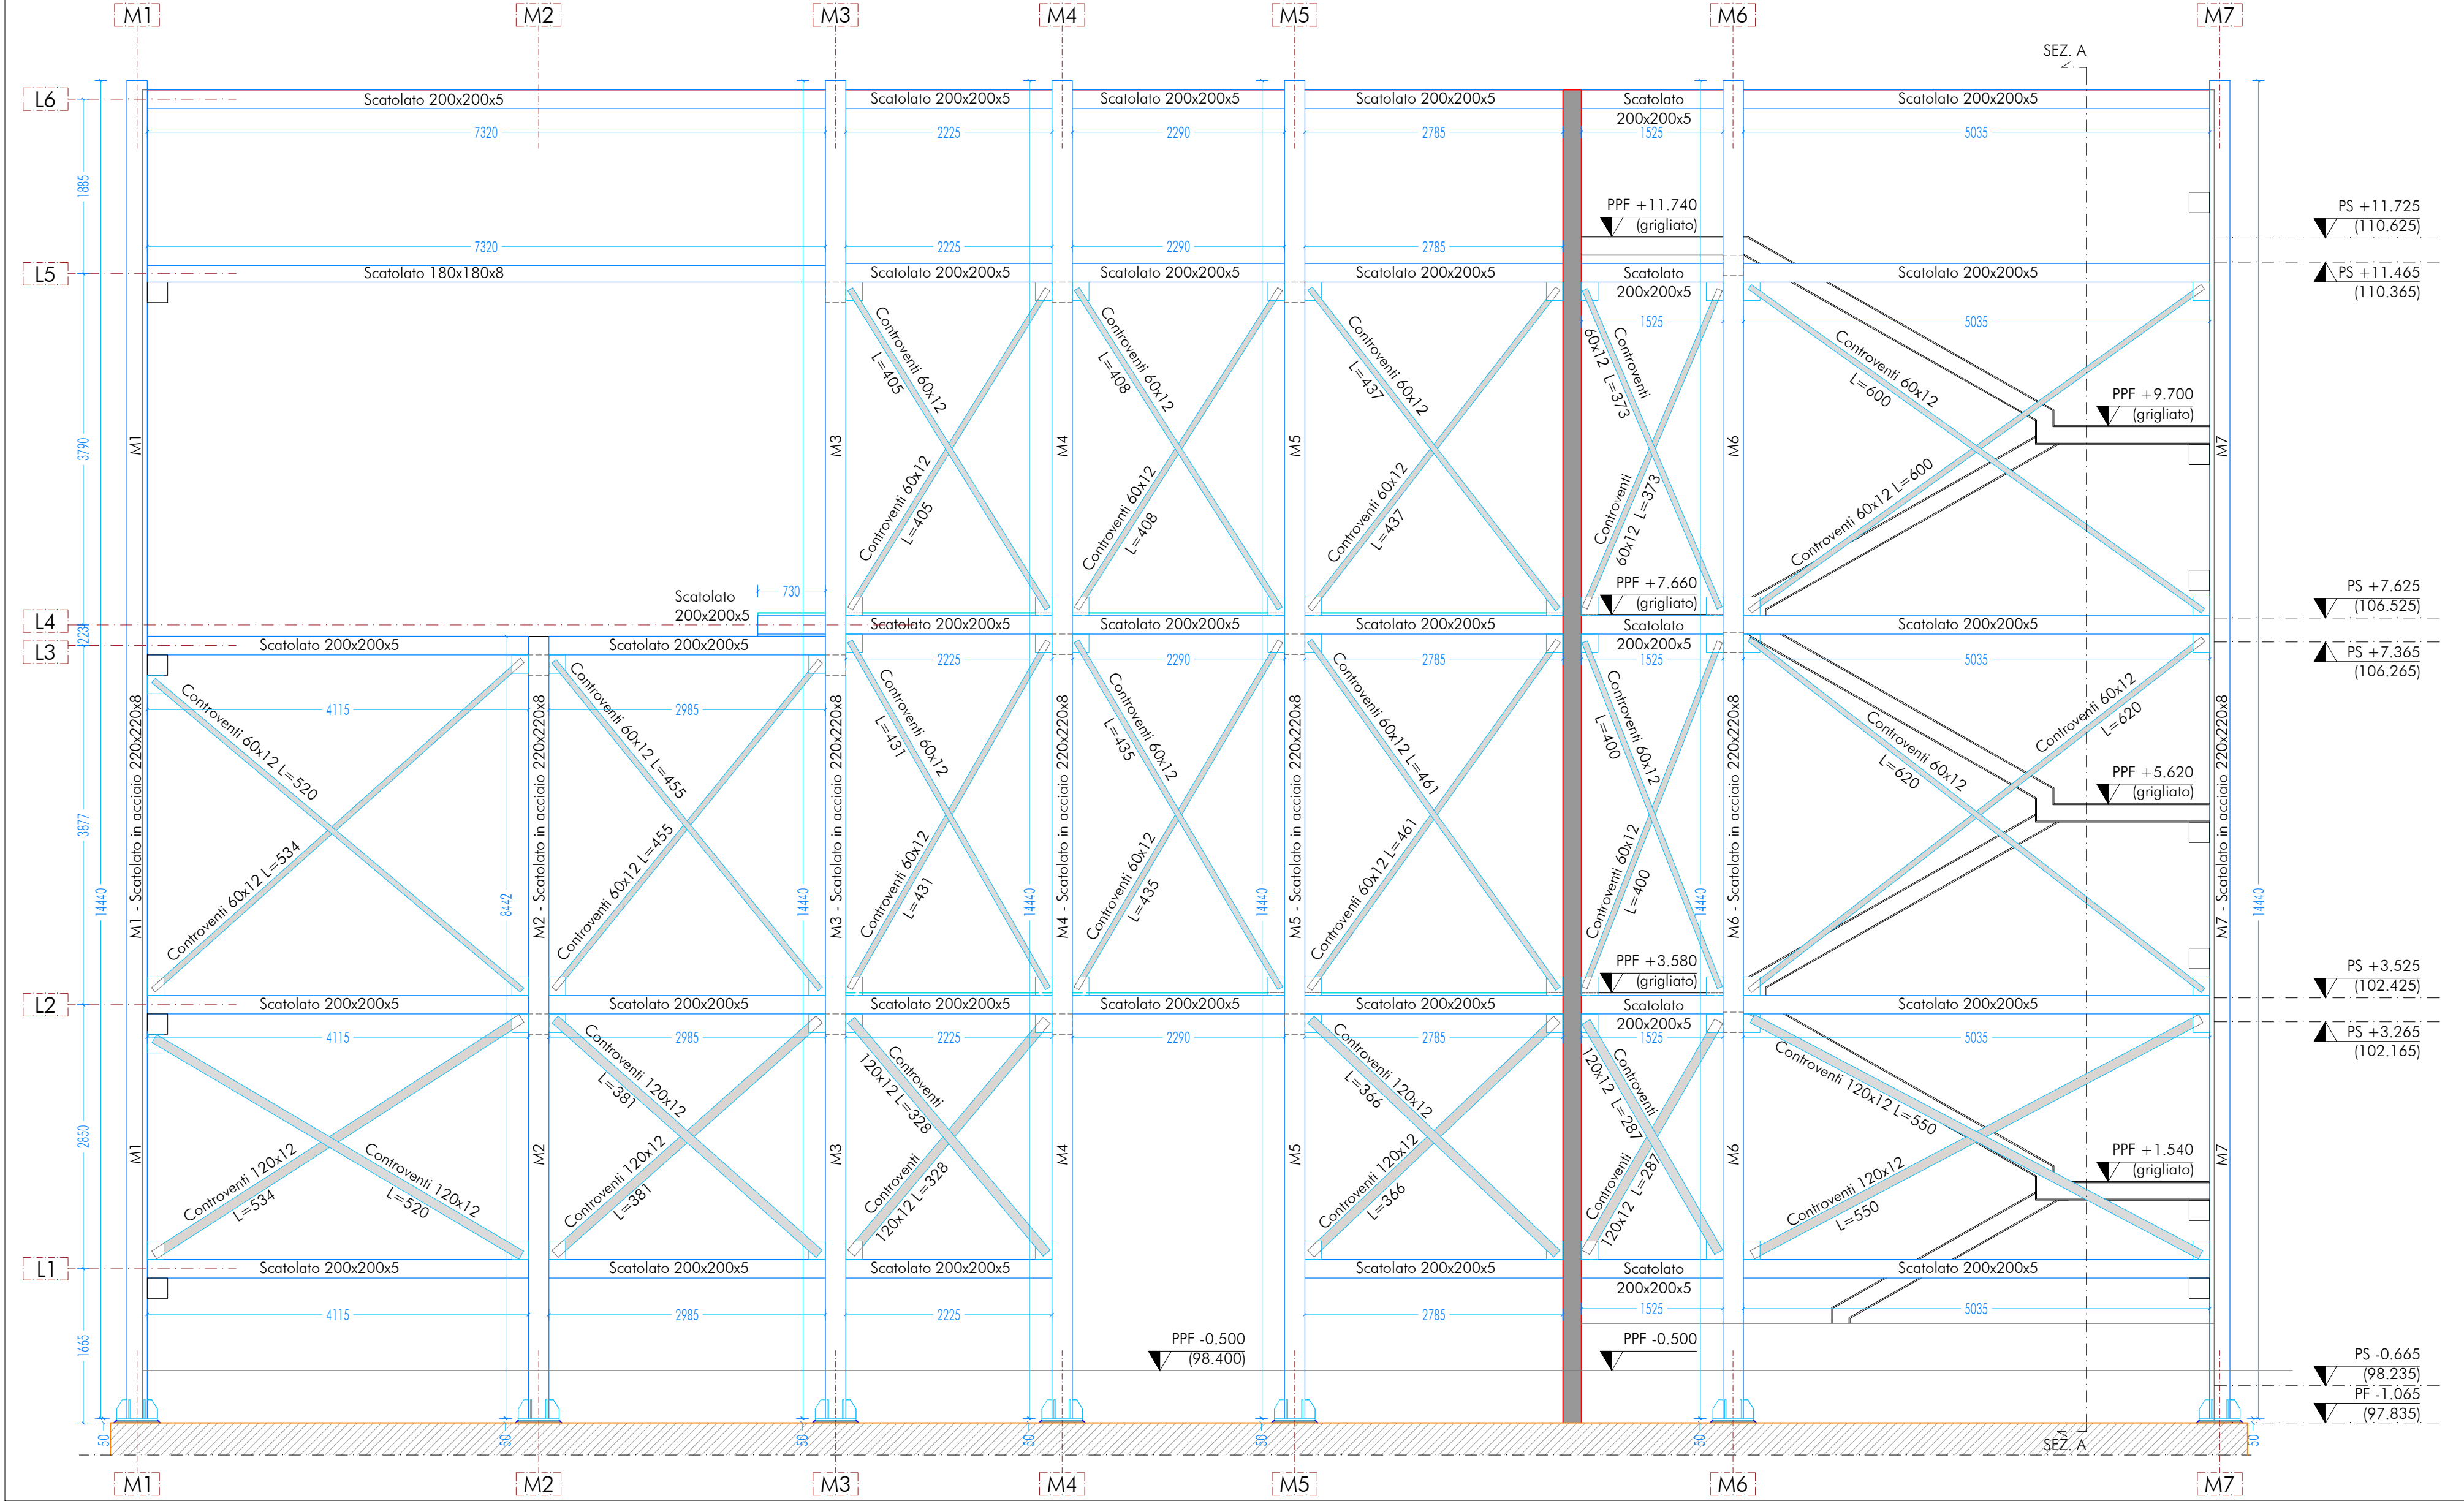 M1
M2
M3
M4
M5
M6
M7
SEZ. A
L6
Scatolato 200x200x5
Scatolato 200x200x5
Scatolato 200x200x5
Scatolato 200x200x5
Scatolato
200x200x5
Scatolato 200x200x5
7320
2225
2290
2785
1525
5035
1885
PPF +11.740
(grigliato)
PS +11.725
(110.625)
7320
2225
2290
2785
L5
Scatolato 180x180x8
Scatolato 200x200x5
Scatolato 200x200x5
Scatolato 200x200x5
Scatolato
200x200x5
Scatolato 200x200x5
PS +11.465
(110.365)
1525
5035
Controventi 60x12
L=405
Controventi 60x12
L=408
Controventi 60x12
L=437
Controventi
60x12 L=373
Controventi 60x12
L=600
PPF +9.700
(grigliato)
3790
M1
M3
M4
M5
M6
M7
Controventi 60x12
L=405
Controventi 60x12
L=408
Controventi 60x12
L=437
Controventi
60x12 L=373
Controventi 60x12 L=600
Scatolato
200x200x5
730
PPF +7.660
(grigliato)
PS +7.625
(106.525)
L4
223
Scatolato 200x200x5
Scatolato 200x200x5
Scatolato 200x200x5
Scatolato
200x200x5
Scatolato 200x200x5
L3
Scatolato 200x200x5
Scatolato 200x200x5
2225
2290
2785
1525
5035
PS +7.365
(106.265)
4115
2985
Controventi 60x12 L=520
Controventi 60x12 L=455
Controventi 60x12
L=431
Controventi 60x12
L=435
Controventi 60x12 L=461
Controventi 60x12
L=400
Controventi 60x12
L=620
Controventi 60x12
L=620
PPF +5.620
(grigliato)
3877
14440
M1 - Scatolato in acciaio 220x220x8
8442
M2 - Scatolato in acciaio 220x220x8
14440
M3 - Scatolato in acciaio 220x220x8
14440
M4 - Scatolato in acciaio 220x220x8
14440
M5 - Scatolato in acciaio 220x220x8
14440
M6 - Scatolato in acciaio 220x220x8
M7 - Scatolato in acciaio 220x220x8
14440
Controventi 60x12 L=534
Controventi 60x12 L=455
Controventi 60x12
L=431
Controventi 60x12
L=435
Controventi 60x12 L=461
Controventi 60x12
L=400
PPF +3.580
(grigliato)
PS +3.525
(102.425)
L2
Scatolato 200x200x5
Scatolato 200x200x5
Scatolato 200x200x5
Scatolato 200x200x5
Scatolato 200x200x5
Scatolato
200x200x5
Scatolato 200x200x5
PS +3.265
(102.165)
4115
2985
2225
2290
2785
1525
5035
Controventi 120x12
L=381
Controventi
120x12 L=328
Controventi 120x12
L=366
Controventi
120x12 L=287
Controventi 120x12 L=550
2850
M1
M2
M3
M4
M5
M6
M7
PPF +1.540
(grigliato)
Controventi 120x12
L=534
Controventi 120x12
L=520
Controventi 120x12
L=381
Controventi
120x12 L=328
Controventi 120x12
L=366
Controventi
120x12 L=287
Controventi 120x12
L=550
L1
Scatolato 200x200x5
Scatolato 200x200x5
Scatolato 200x200x5
Scatolato 200x200x5
Scatolato
200x200x5
Scatolato 200x200x5
4115
2985
2225
2785
1525
5035
1665
PPF -0.500
(98.400)
PPF -0.500
PS -0.665
(98.235)
PF -1.065
(97.835)
50
50
50
50
50
50
50
SEZ. A
M1
M2
M3
M4
M5
M6
M7